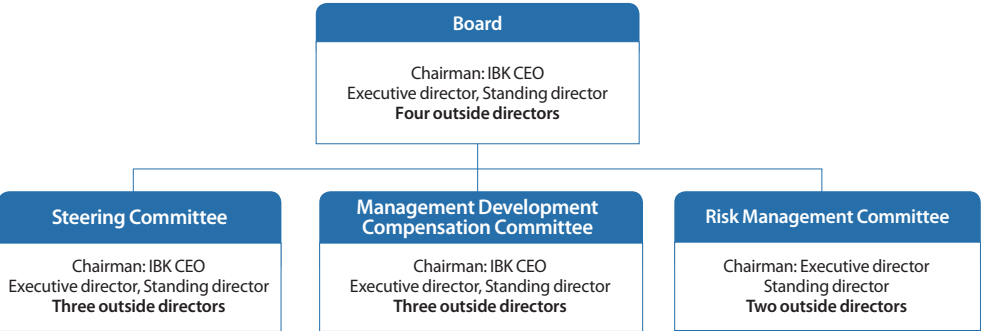 Board
Chairman: IBK CEO
Executive director, Standing director
Four outside directors
Steering Committee
Chairman: IBK CEO
Executive director, Standing director
Three outside directors
Management Development
Compensation Committee
Chairman: IBK CEO
Executive director, Standing director
Three outside directors
Risk Management Committee
Chairman: Executive director
Standing director
Two outside directors